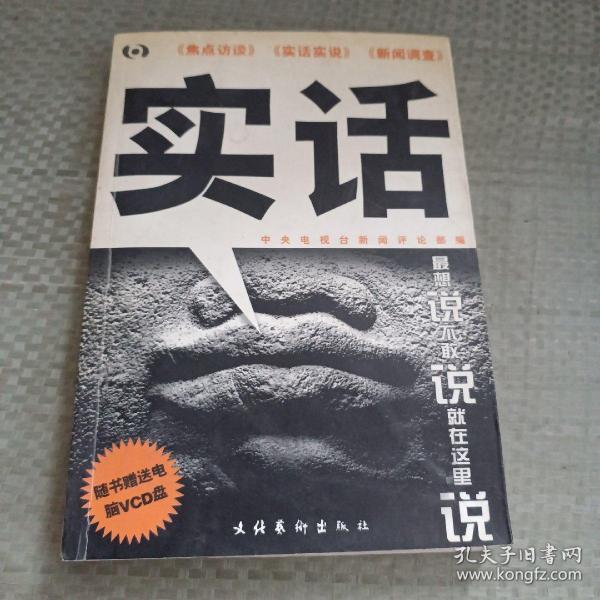 《焦点访谈》 《实话实说》 《新闻调查》
实话
中央电视台新闻评论部编
最想说不敢说就在这里说
随书赠送电
脑VCD盘
文化艺术出版社
孔夫子旧书网
www.kongfz.com